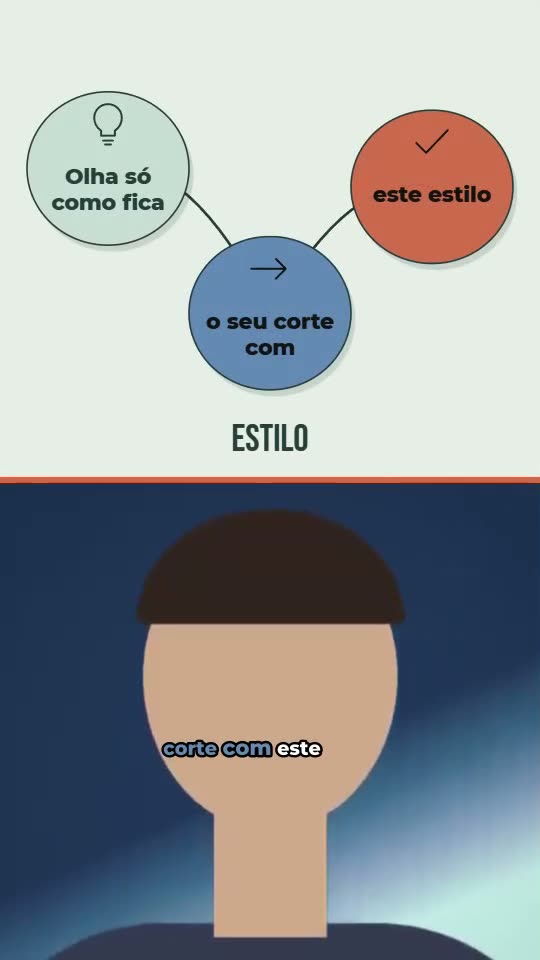 Olha só
como fica
o seu corte
com
este estilo
ESTILO
corte com este